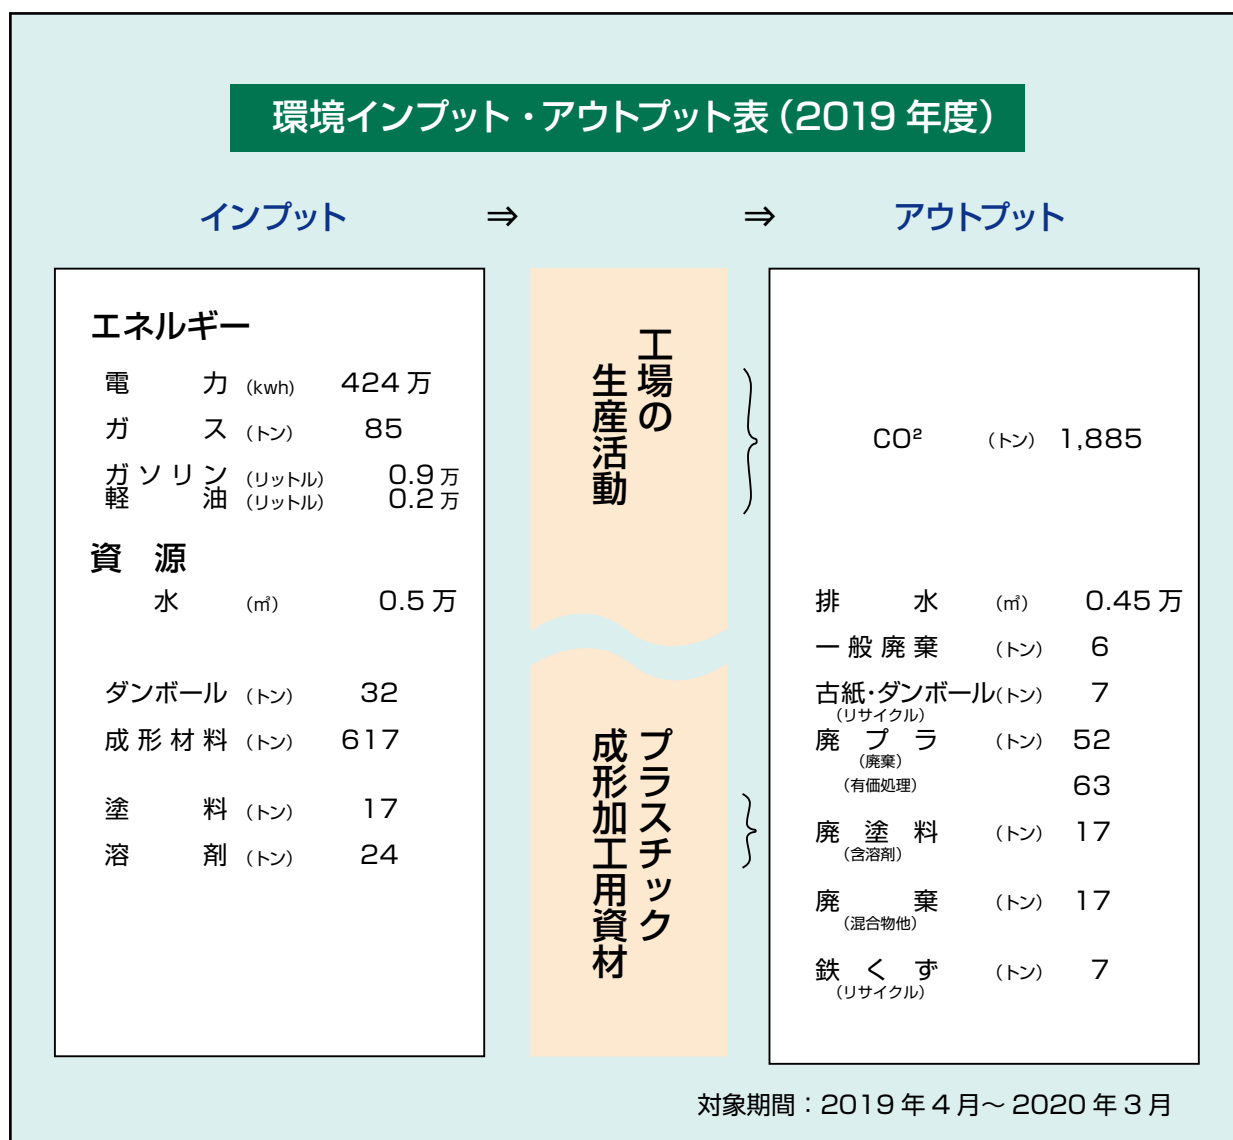 環境インプット・アウトプット表（2019 年度）
インプット ⇒ ⇒ アウトプット
エネルギー
電力 (kwh) 424 万
ガス (トン) 85
ガソリン (リットル) 0.9 万
軽油 (リットル) 0.2 万
資源
水 (㎥) 0.5 万
ダンボール (トン) 32
成形材料 (トン) 617
塗料 (トン) 17
溶剤 (トン) 24
工場の
生産活動
プラスチック
成形加工用資材
CO² (トン) 1,885
排水 (㎥) 0.45 万
一般廃棄 (トン) 6
古紙・ダンボール(トン) 7
(リサイクル)
廃プラ (トン) 52
(廃棄)
(有価処理) 63
廃塗料 (トン) 17
(含溶剤)
廃棄 (トン) 17
(混合物他)
鉄くず (トン) 7
(リサイクル)
対象期間：2019 年 4 月～ 2020 年 3 月